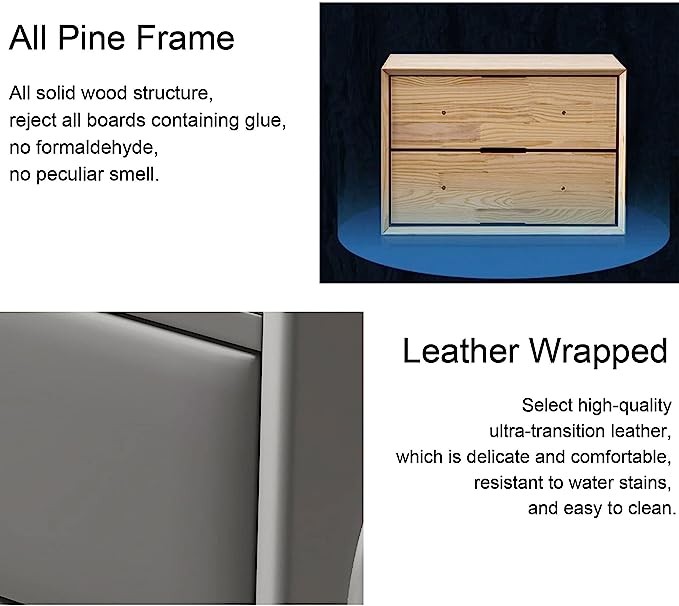 All Pine Frame
All solid wood structure,
reject all boards containing glue,
no formaldehyde,
no peculiar smell.
Leather Wrapped
Select high-quality
ultra-transition leather,
which is delicate and comfortable,
resistant to water stains,
and easy to clean.